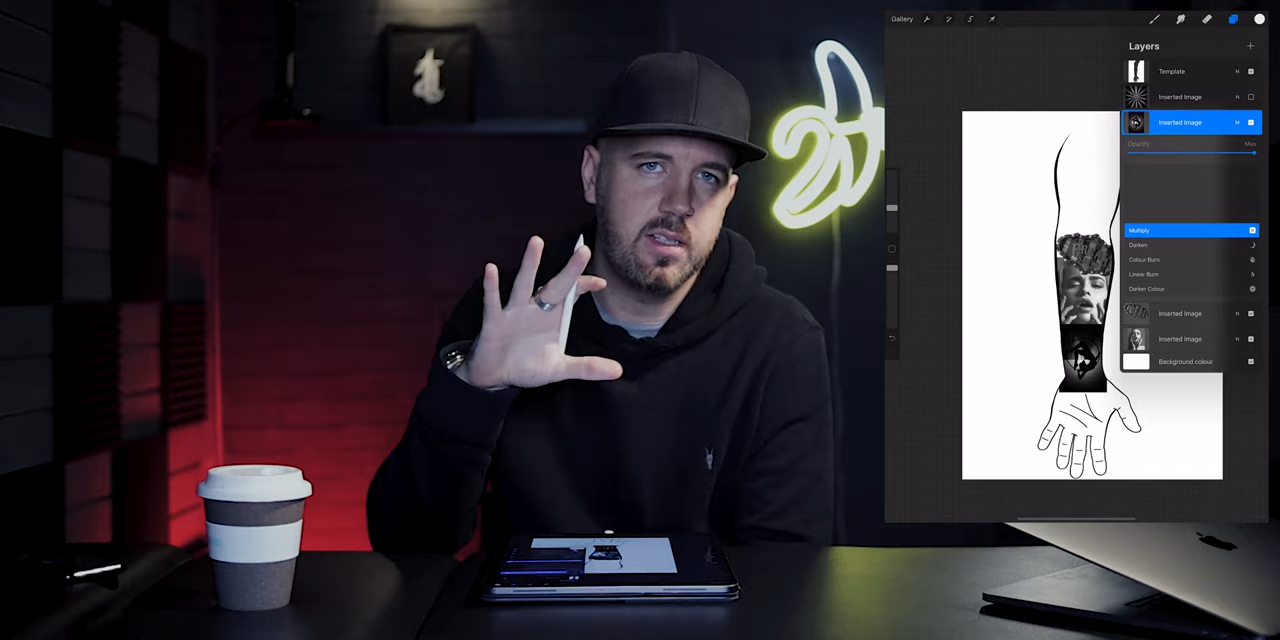 Gallery
Layers
Template N
Inserted Image N
Inserted Image M
Opacity Max
Multiply
Darken
Colour Burn
Linear Burn
Darker Colour
Inserted Image N
Inserted Image N
Background colour